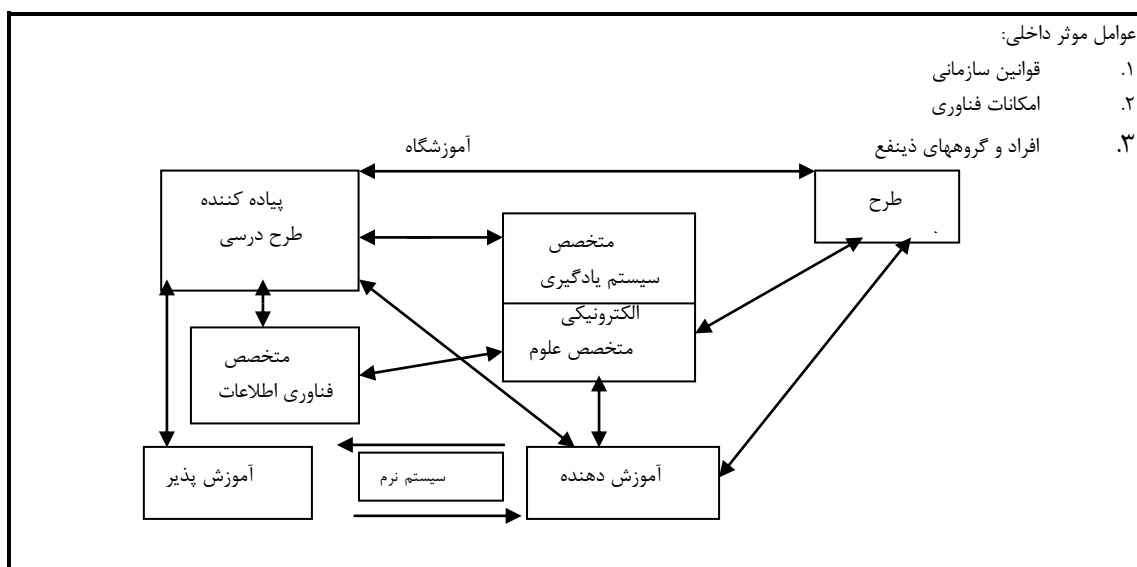 عوامل موثر داخلی:
۱. قوانین سازمانی
۲. امکانات فناوری
۳. افراد و گروههای ذینفع
آموزشگاه
طرح
.
پیاده کننده
طرح درسی
متخصص
سیستم یادگیری
الکترونیکی
متخصص علوم
متخصص
فناوری اطلاعات
آموزش دهنده
سیستم نرم
آموزش پذیر